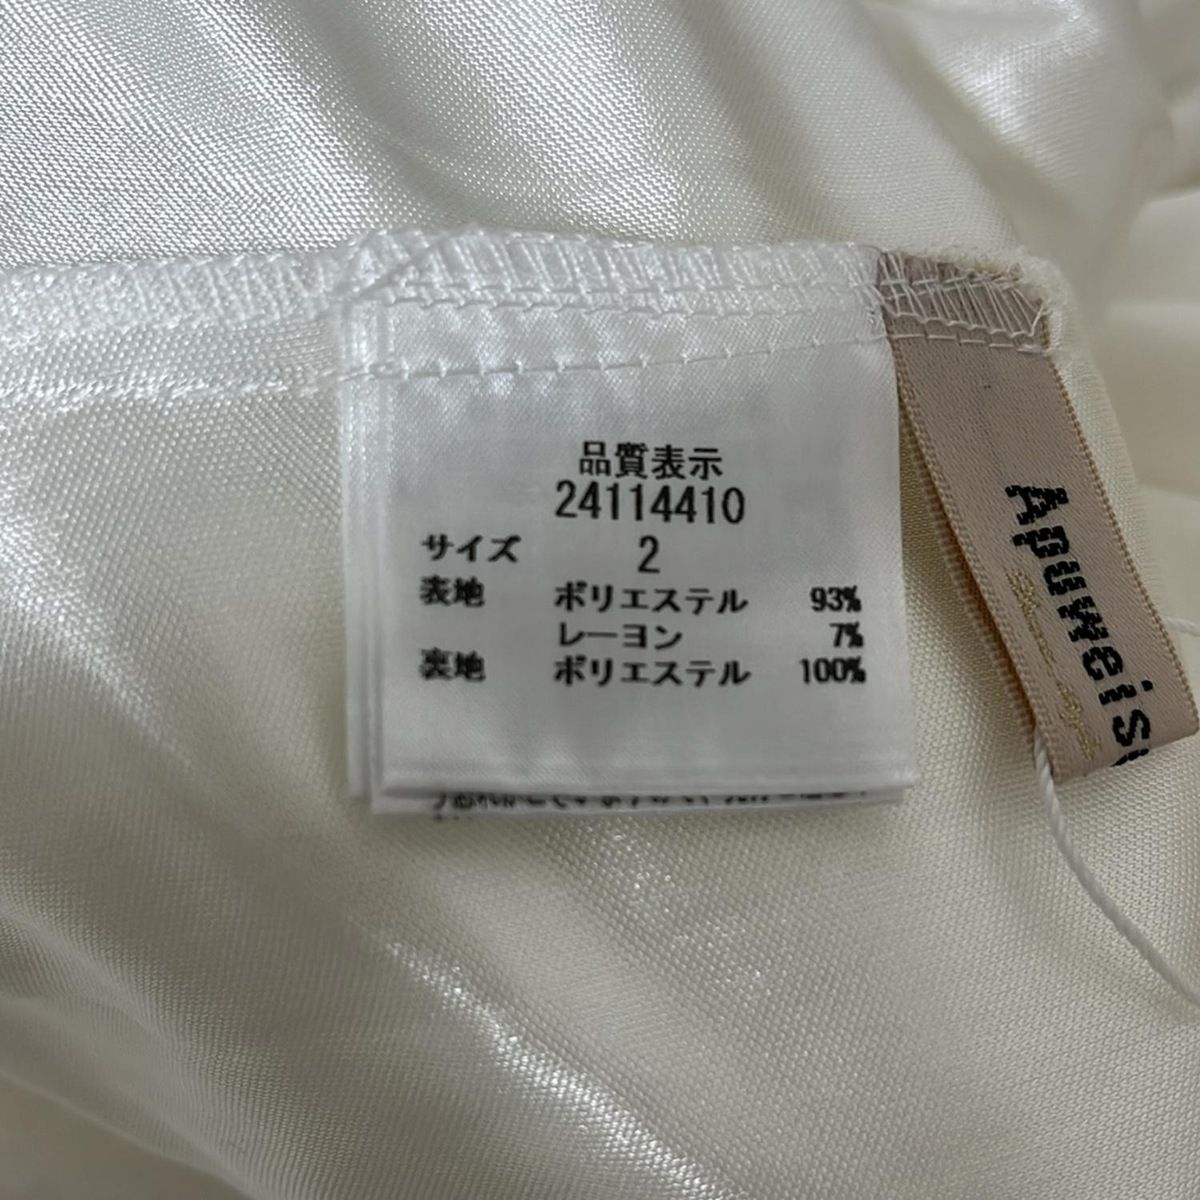 品質表示
24114410
サイズ 2
表地 ポリエステル 93%
レーヨン 7%
裏地 ポリエステル 100%
Apuweis